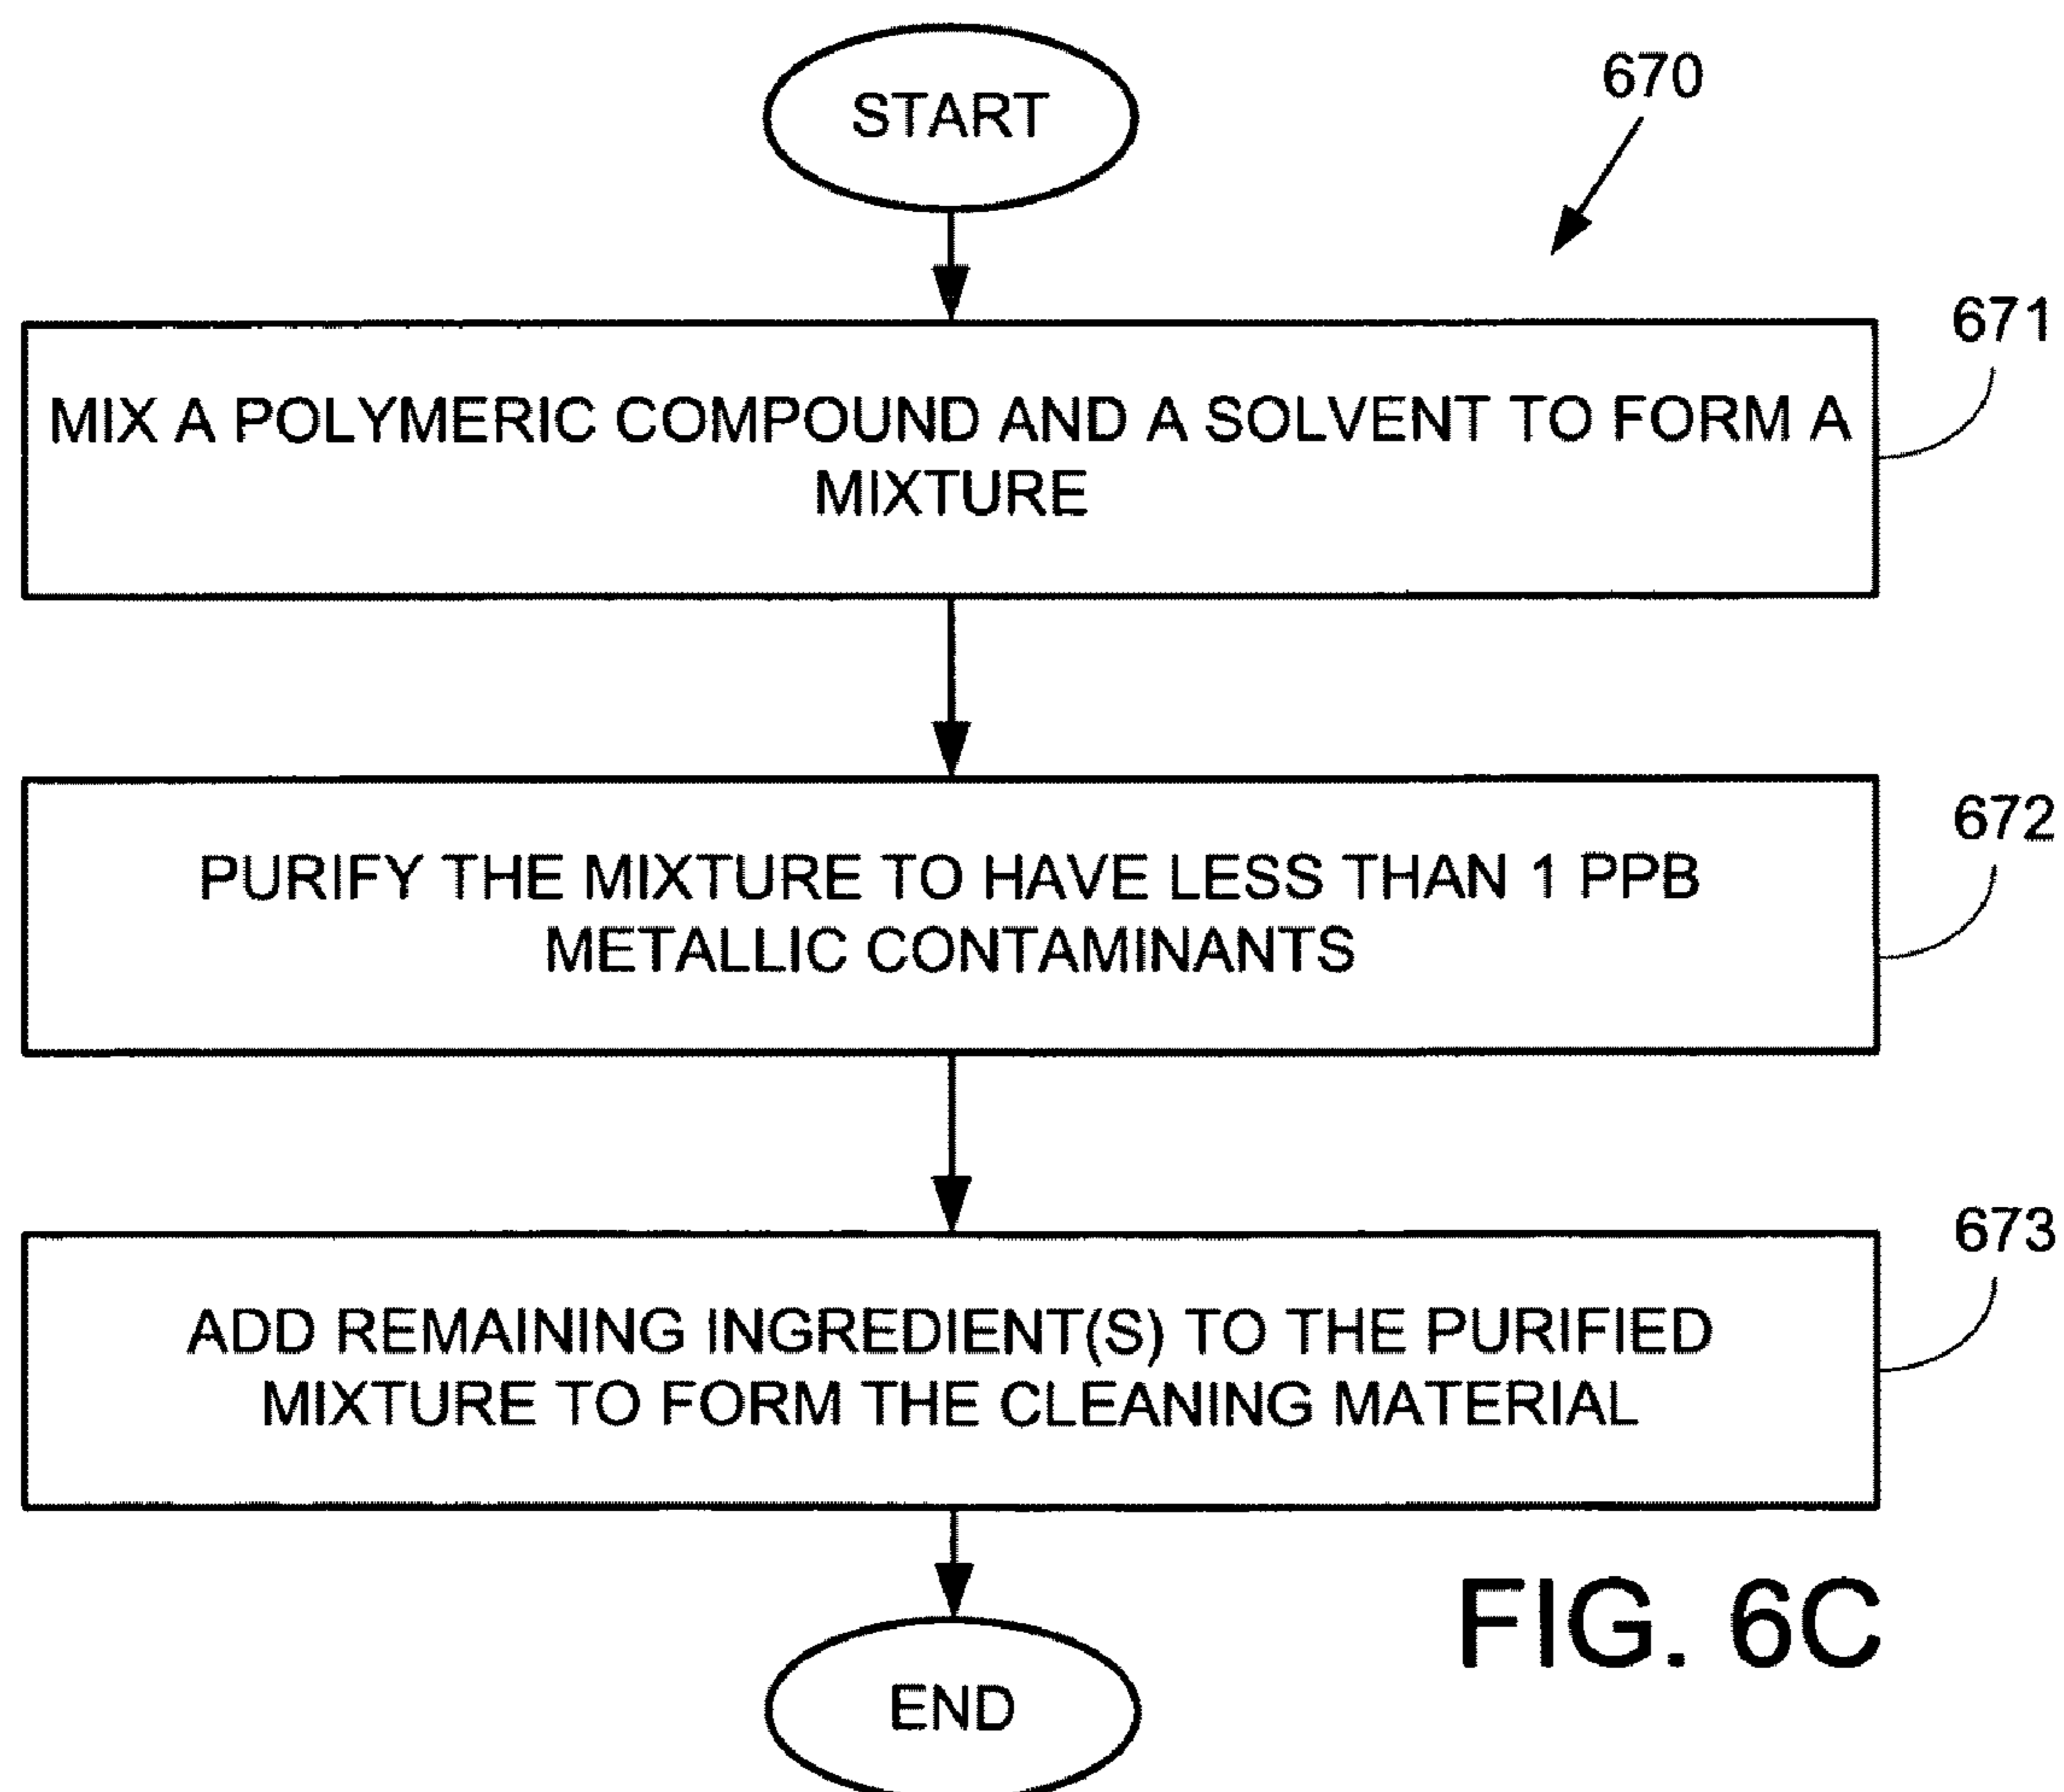 START
670
671
MIX A POLYMERIC COMPOUND AND A SOLVENT TO FORM A
MIXTURE
672
PURIFY THE MIXTURE TO HAVE LESS THAN 1 PPB
METALLIC CONTAMINANTS
673
ADD REMAINING INGREDIENT(S) TO THE PURIFIED
MIXTURE TO FORM THE CLEANING MATERIAL
FIG. 6C
END